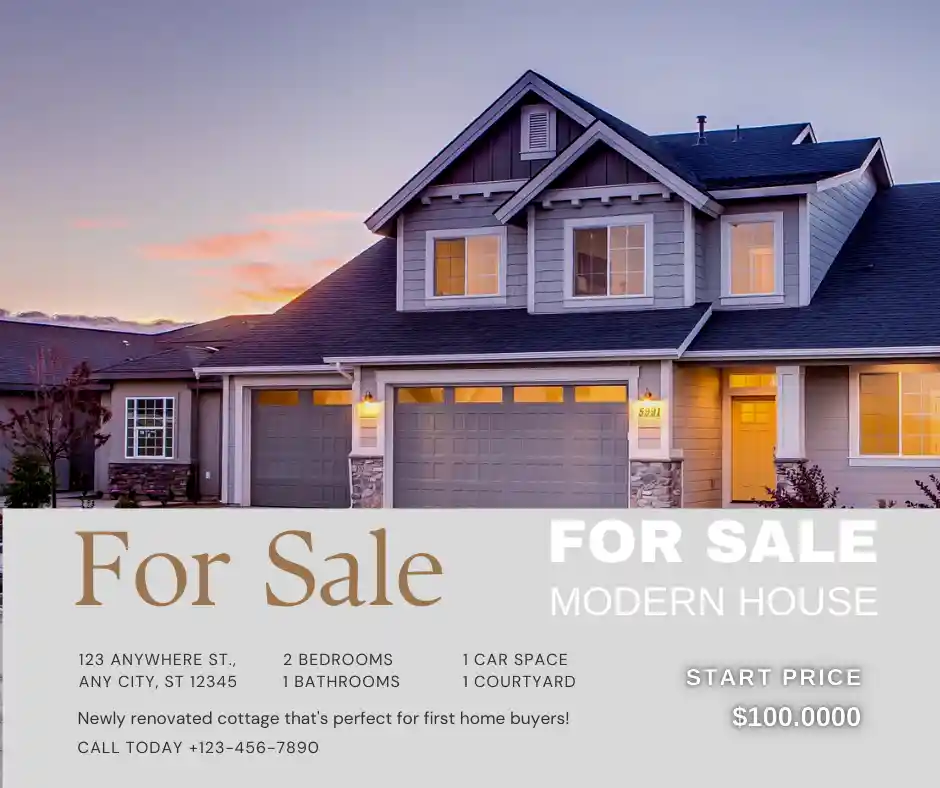 5991
For Sale
FOR SALE
MODERN HOUSE
123 ANYWHERE ST.,
ANY CITY, ST 12345
2 BEDROOMS
1 BATHROOMS
1 CAR SPACE
1 COURTYARD
Newly renovated cottage that's perfect for first home buyers!
CALL TODAY +123-456-7890
START PRICE
$100.0000